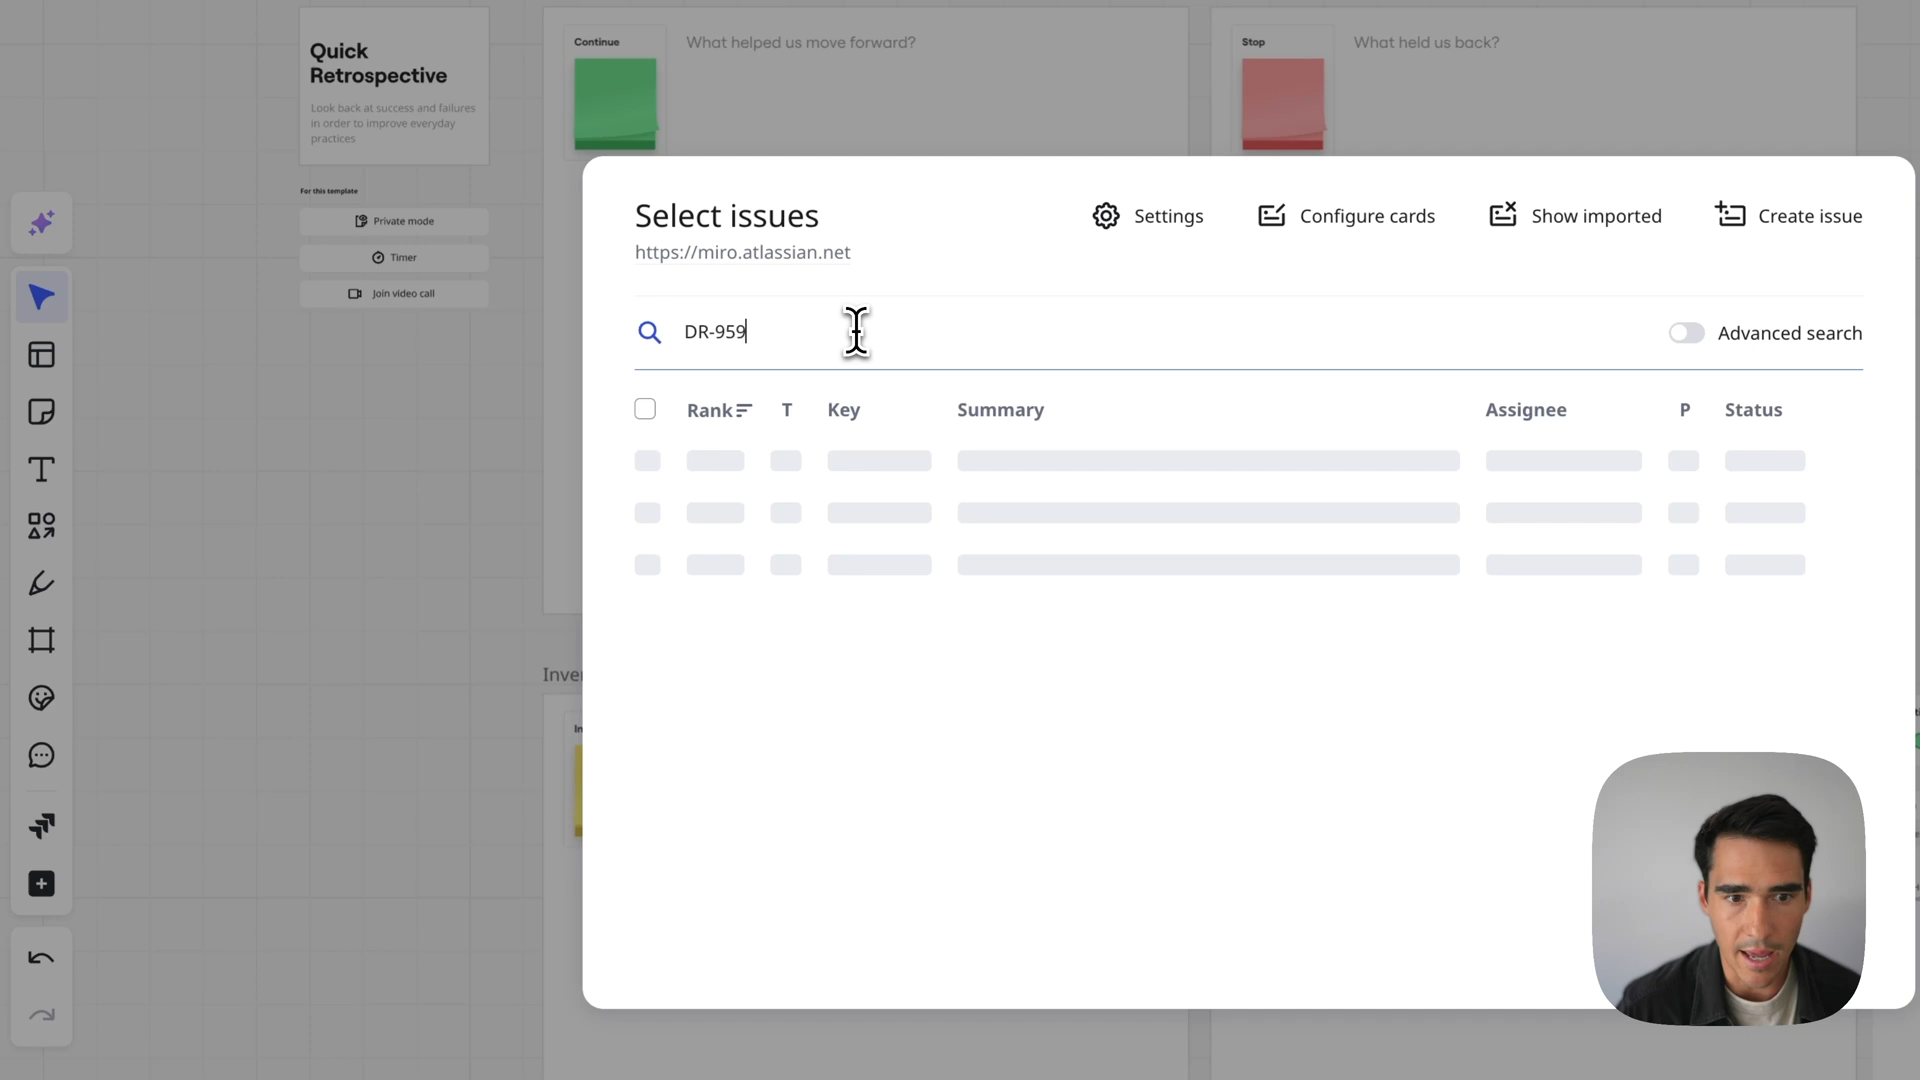 Quick
Retrospective
Look back at success and failures
in order to improve everyday
practices
For this template
Private mode
Timer
Join video call
Continue
What helped us move forward?
Stop
What held us back?
Select issues
https://miro.atlassian.net
Settings
Configure cards
Show imported
Create issue
DR-959
Advanced search
Rank T Key Summary Assignee P Status